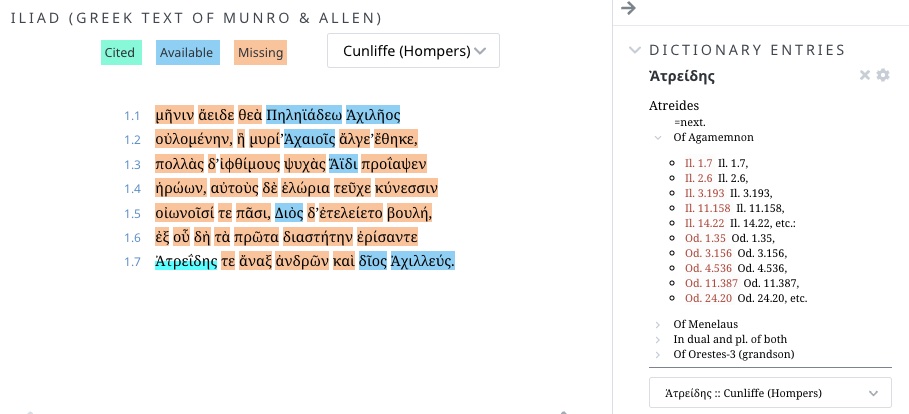 ILIAD (GREEK TEXT OF MUNRO & ALLEN)
Cited Available Missing
Cunliffe (Hompers)
1.1 μῆνιν ἄειδε θεὰ Πηληϊάδεω Ἀχιλῆος
1.2 οὐλομένην, ἣ μυρί’Ἀχαιοῖς ἄλγε’ἔθηκε,
1.3 πολλὰς δ’ἰφθίμους ψυχὰς Ἄϊδι προΐαψεν
1.4 ἡρώων, αὐτοὺς δὲ ἑλώρια τεῦχε κύνεσσιν
1.5 οἰωνοῖσί τε πᾶσι, Διὸς δ’ἐτελείετο βουλή,
1.6 ἐξ οὗ δὴ τὰ πρῶτα διαστήτην ἐρίσαντε
1.7 Ἀτρεΐδης τε ἄναξ ἀνδρῶν καὶ δῖος Ἀχιλλεύς.
DICTIONARY ENTRIES
Ἀτρείδης
Atreides
=next.
Of Agamemnon
Il. 1.7 Il. 1.7,
Il. 2.6 Il. 2.6,
Il. 3.193 Il. 3.193,
Il. 11.158 Il. 11.158,
Il. 14.22 Il. 14.22, etc.:
Od. 1.35 Od. 1.35,
Od. 3.156 Od. 3.156,
Od. 4.536 Od. 4.536,
Od. 11.387 Od. 11.387,
Od. 24.20 Od. 24.20, etc.
Of Menelaus
In dual and pl. of both
Of Orestes-3 (grandson)
Ἀτρείδης :: Cunliffe (Hompers)